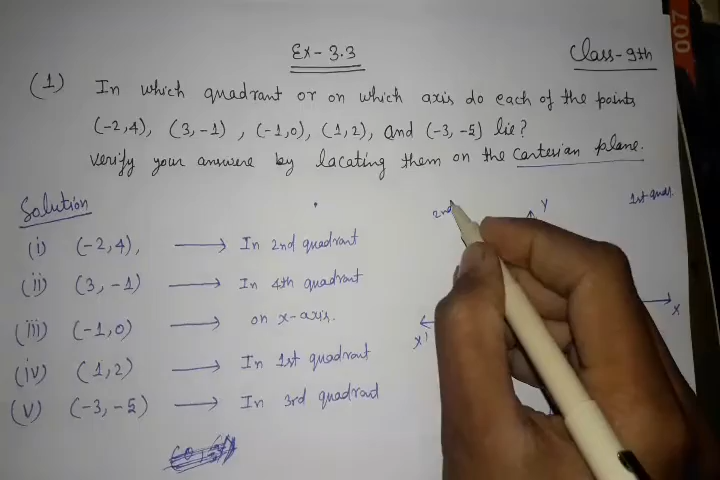 Ex-3.3
Class-9th
007
(1) In which quadrant or on which axis do each of the points
(-2,4), (3,-1), (-1,0), (1,2), and (-3,-5) lie?
verify your answere by lacating them on the Cartesian plane.
Solution
(i) (-2,4), → In 2nd quadrant
(ii) (3,-1) → In 4th quadrant
(iii) (-1,0) → on x-axis.
(iv) (1,2) → In 1st quadrant
(v) (-3,-5) → In 3rd quadrant
2nd
Y
1st quad.
X'
X